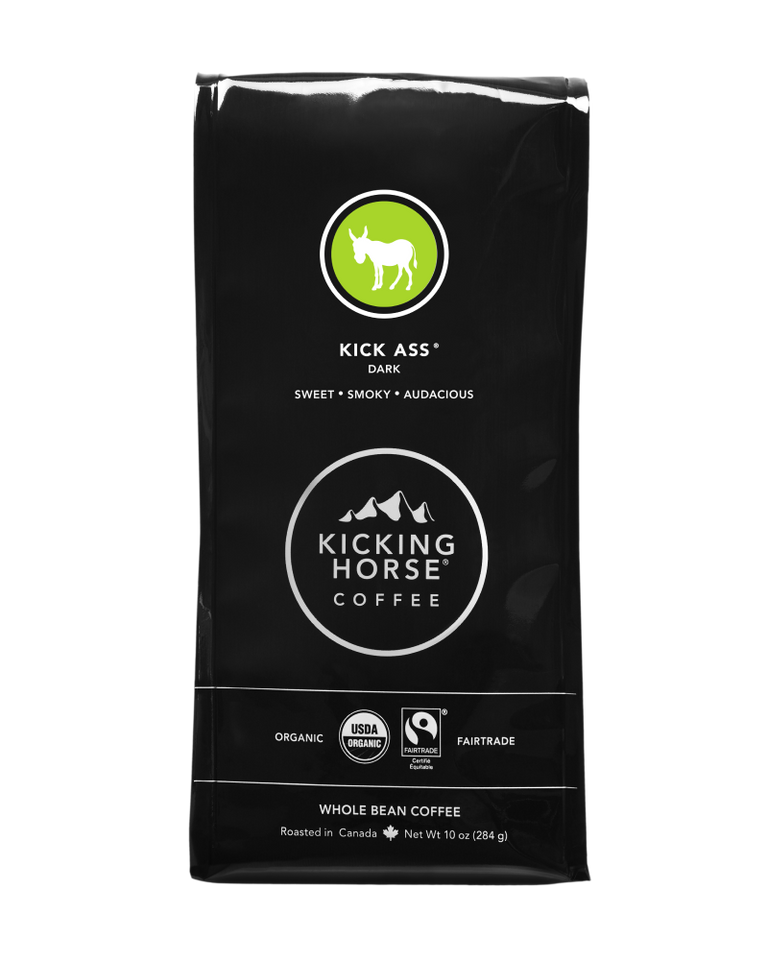 KICK ASS®
DARK
SWEET • SMOKY • AUDACIOUS
KICKING
HORSE®
COFFEE
ORGANIC
USDA
ORGANIC
®
FAIRTRADE
Certifié
Équitable
FAIRTRADE
WHOLE BEAN COFFEE
Roasted in Canada Net Wt 10 oz (284 g)